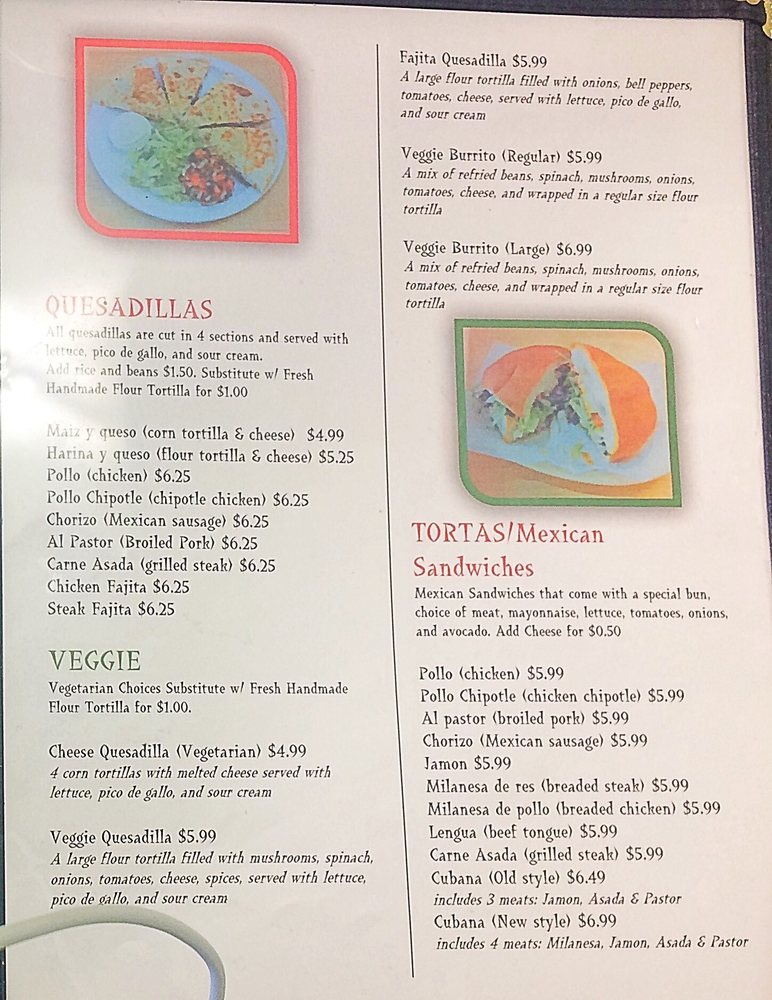 QUESADILLAS
All quesadillas are cut in 4 sections and served with
lettuce, pico de gallo, and sour cream.
Add rice and beans $1.50. Substitute w/ Fresh
Handmade Flour Tortilla for $1.00
Maiz y queso (corn tortilla & cheese) $4.99
Harina y queso (flour tortilla & cheese) $5.25
Pollo (chicken) $6.25
Pollo Chipotle (chipotle chicken) $6.25
Chorizo (Mexican sausage) $6.25
Al Pastor (Broiled Pork) $6.25
Carne Asada (grilled steak) $6.25
Chicken Fajita $6.25
Steak Fajita $6.25
VEGGIE
Vegetarian Choices Substitute w/ Fresh Handmade
Flour Tortilla for $1.00.
Cheese Quesadilla (Vegetarian) $4.99
4 corn tortillas with melted cheese served with
lettuce, pico de gallo, and sour cream
Veggie Quesadilla $5.99
A large flour tortilla filled with mushrooms, spinach,
onions, tomatoes, cheese, spices, served with lettuce,
pico de gallo, and sour cream
Fajita Quesadilla $5.99
A large flour tortilla filled with onions, bell peppers,
tomatoes, cheese, served with lettuce, pico de gallo,
and sour cream
Veggie Burrito (Regular) $5.99
A mix of refried beans, spinach, mushrooms, onions,
tomatoes, cheese, and wrapped in a regular size flour
tortilla
Veggie Burrito (Large) $6.99
A mix of refried beans, spinach, mushrooms, onions,
tomatoes, cheese, and wrapped in a regular size flour
tortilla
TORTAS/Mexican
Sandwiches
Mexican Sandwiches that come with a special bun,
choice of meat, mayonnaise, lettuce, tomatoes, onions,
and avocado. Add Cheese for $0.50
Pollo (chicken) $5.99
Pollo Chipotle (chicken chipotle) $5.99
Al pastor (broiled pork) $5.99
Chorizo (Mexican sausage) $5.99
Jamon $5.99
Milanesa de res (breaded steak) $5.99
Milanesa de pollo (breaded chicken) $5.99
Lengua (beef tongue) $5.99
Carne Asada (grilled steak) $5.99
Cubana (Old style) $6.49
includes 3 meats: Jamon, Asada & Pastor
Cubana (New style) $6.99
includes 4 meats: Milanesa, Jamon, Asada & Pastor